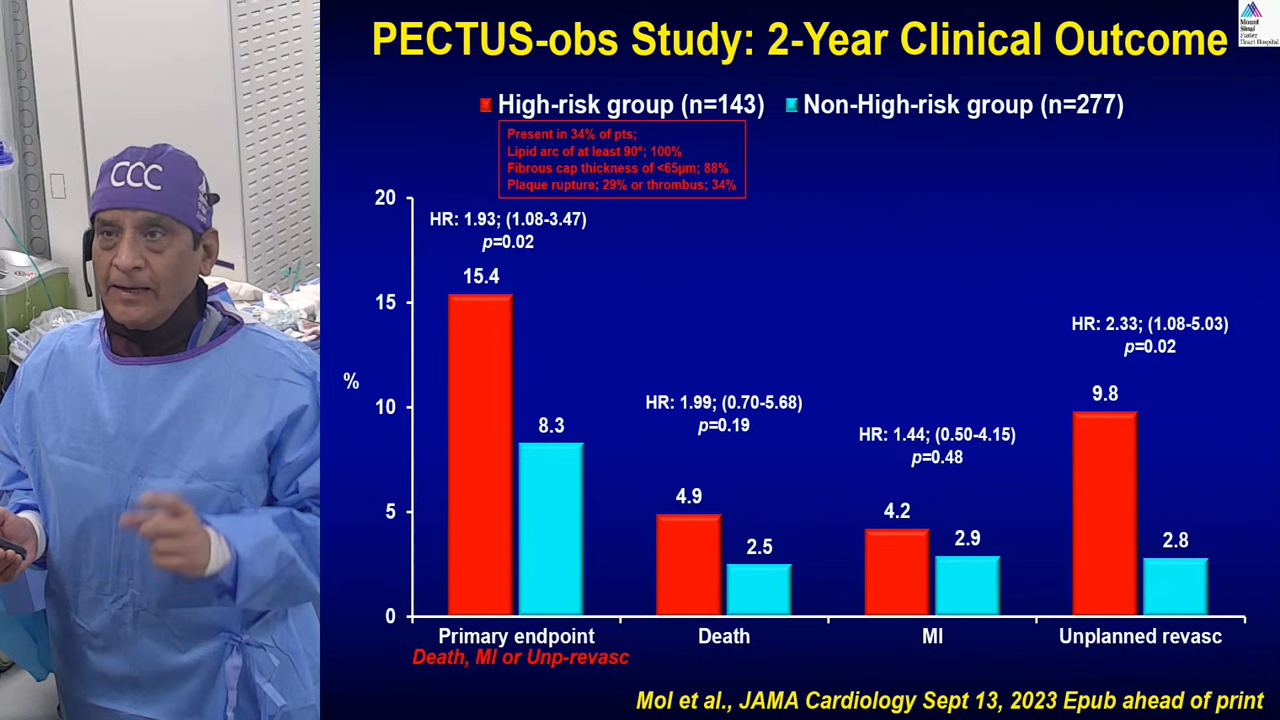 PECTUS-obs Study: 2-Year Clinical Outcome
Mount
Sinai
Fuster
Heart Hospital
High-risk group (n=143)
Non-High-risk group (n=277)
Present in 34% of pts;
Lipid arc of at least 90°; 100%
Fibrous cap thickness of <65µm; 88%
Plaque rupture; 29% or thrombus; 34%
CCC
%
20
15
10
5
0
HR: 1.93; (1.08-3.47)
p=0.02
15.4
8.3
HR: 1.99; (0.70-5.68)
p=0.19
4.9
2.5
HR: 1.44; (0.50-4.15)
p=0.48
4.2
2.9
HR: 2.33; (1.08-5.03)
p=0.02
9.8
2.8
Primary endpoint
Death, MI or Unp-revasc
Death
MI
Unplanned revasc
Mol et al., JAMA Cardiology Sept 13, 2023 Epub ahead of print